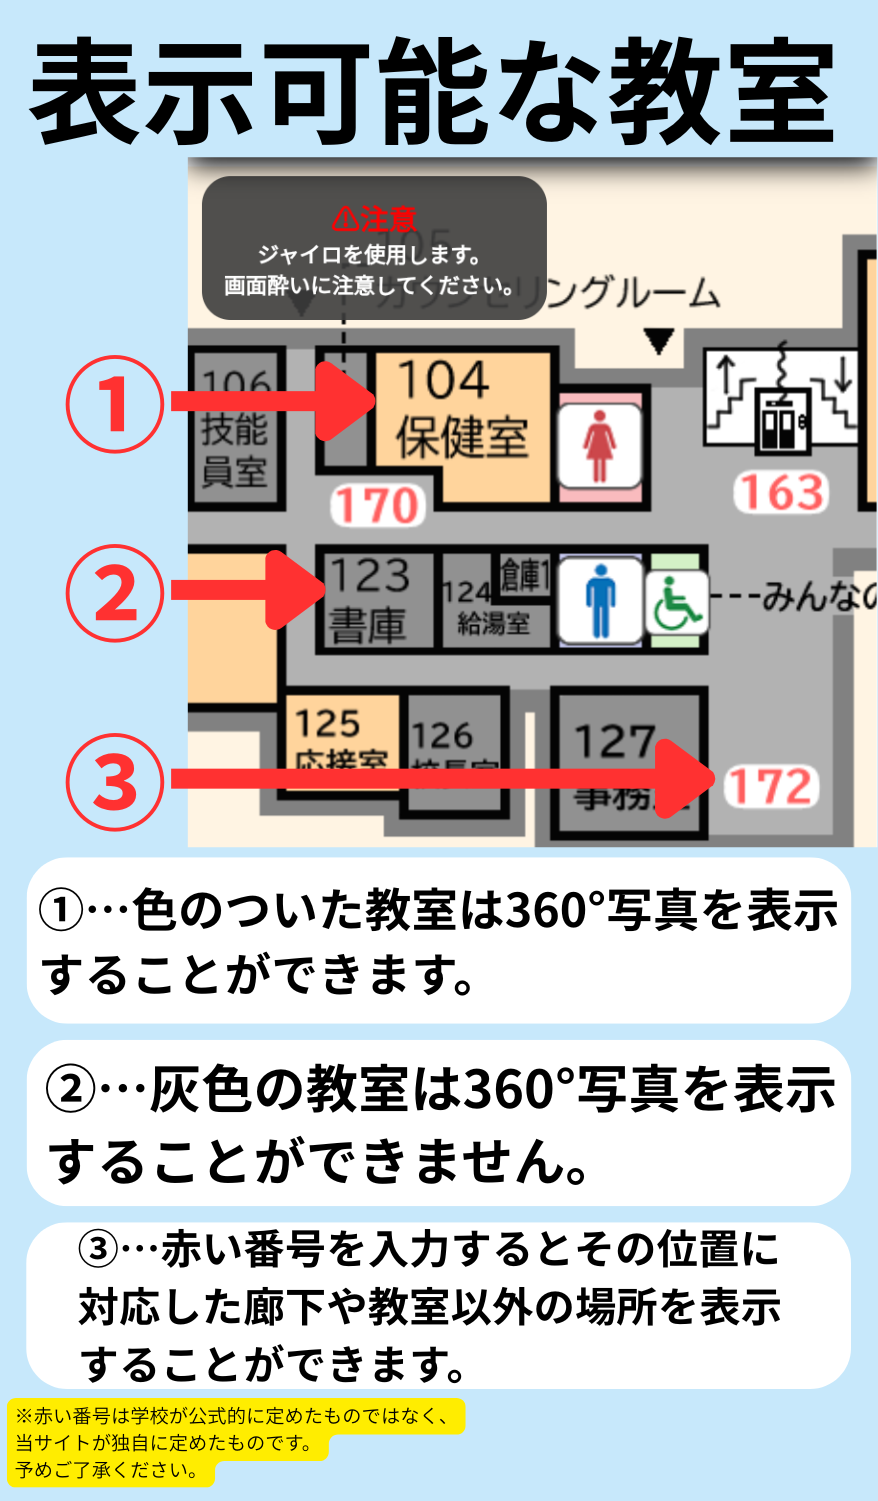 表示可能な教室
⚠注意
ジャイロを使用します。
画面酔いに注意してください。
105
カウンセリングルーム
①
106
技能
員室
104
保健室
170
163
②
123
書庫
124
給湯室
倉庫1
---みんなの
③
125
応接室
126
校長室
127
172
①…色のついた教室は360°写真を表示
することができます。
②…灰色の教室は360°写真を表示
することができません。
③…赤い番号を入力するとその位置に
対応した廊下や教室以外の場所を表示
することができます。
※赤い番号は学校が公式的に定めたものではなく、
当サイトが独自に定めたものです。
予めご了承ください。